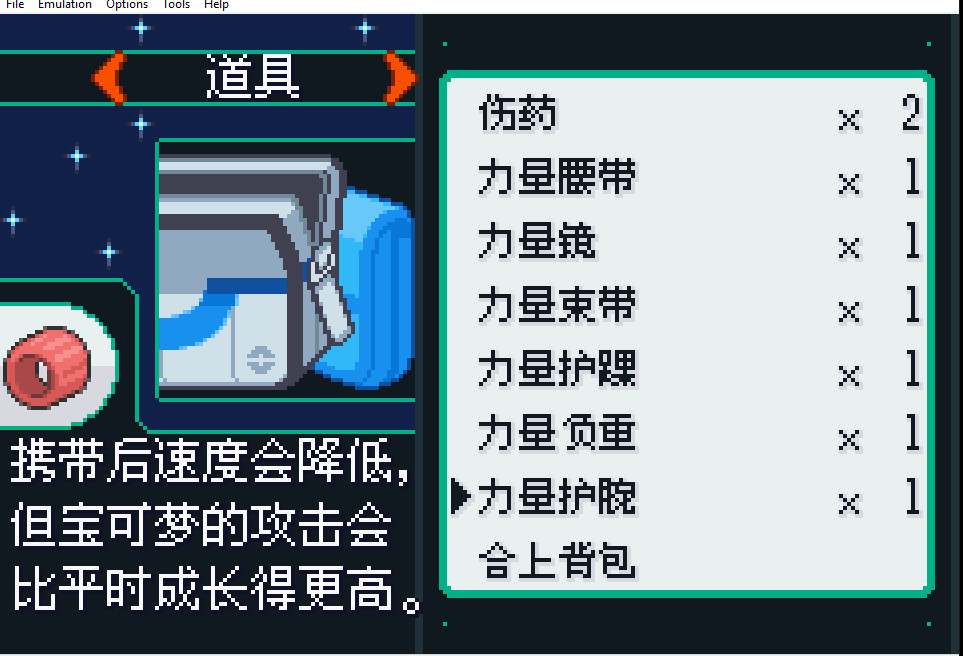 File Emulation Options Tools Help
道具
伤药 × 2
力量腰带 × 1
力量镜 × 1
力量束带 × 1
力量护踝 × 1
力量负重 × 1
力量护腕 × 1
合上背包
携带后速度会降低，
但宝可梦的攻击会
比平时成长得更高。